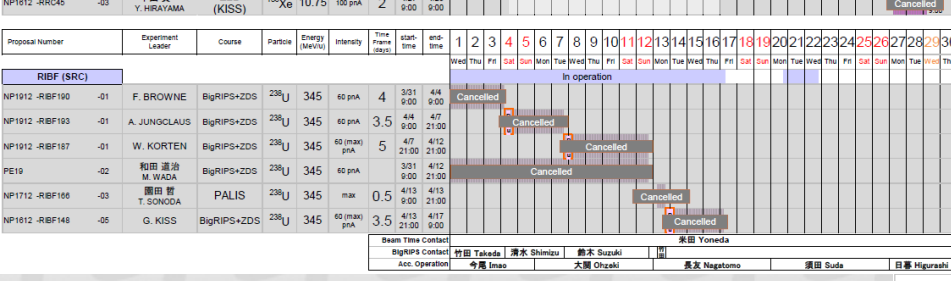 NP1612 -RRC45 -03 Y. HIRAYAMA (KISS) Xe 10.75 100 pnA 2 9:00 9:00 Cancelled
Proposal Number Experiment Leader Course Particle Energy (MeV/u) Intensity Time Frame (days) start-time end-time 1 2 3 4 5 6 7 8 9 10 11 12 13 14 15 16 17 18 19 20 21 22 23 24 25 26 27 28 29 30
Wed Thu Fri Sat Sun Mon Tue Wed Thu Fri Sat Sun Mon Tue Wed Thu Fri Sat Sun Mon Tue Wed Thu Fri Sat Sun Mon Tue Wed Thu
RIBF (SRC) In operation
NP1912 -RIBF190 -01 F. BROWNE BigRIPS+ZDS 238U 345 60 pnA 4 3/31 9:00 4/4 9:00 Cancelled
NP1912 -RIBF193 -01 A. JUNGCLAUS BigRIPS+ZDS 238U 345 60 pnA 3.5 4/4 9:00 4/7 21:00 Cancelled
NP1912 -RIBF187 -01 W. KORTEN BigRIPS+ZDS 238U 345 60 (max) pnA 5 4/7 21:00 4/12 21:00 Cancelled
PE19 -02 和田 道治 M. WADA BigRIPS+ZDS 238U 345 60 pnA 3/31 9:00 4/12 21:00 Cancelled
NP1712 -RIBF166 -03 園田 哲 T. SONODA PALIS 238U 345 max 0.5 4/13 9:00 4/13 21:00 Cancelled
NP1612 -RIBF148 -05 G. KISS BigRIPS+ZDS 238U 345 60 (max) pnA 3.5 4/13 21:00 4/17 9:00 Cancelled
Beam Time Contact 米田 Yoneda
BigRIPS Contact 竹田 Takeda 清水 Shimizu 鈴木 Suzuki
Acc. Operation 今尾 Imao 大関 Ohzeki 長友 Nagatomo 須田 Suda 日暮 Higurashi